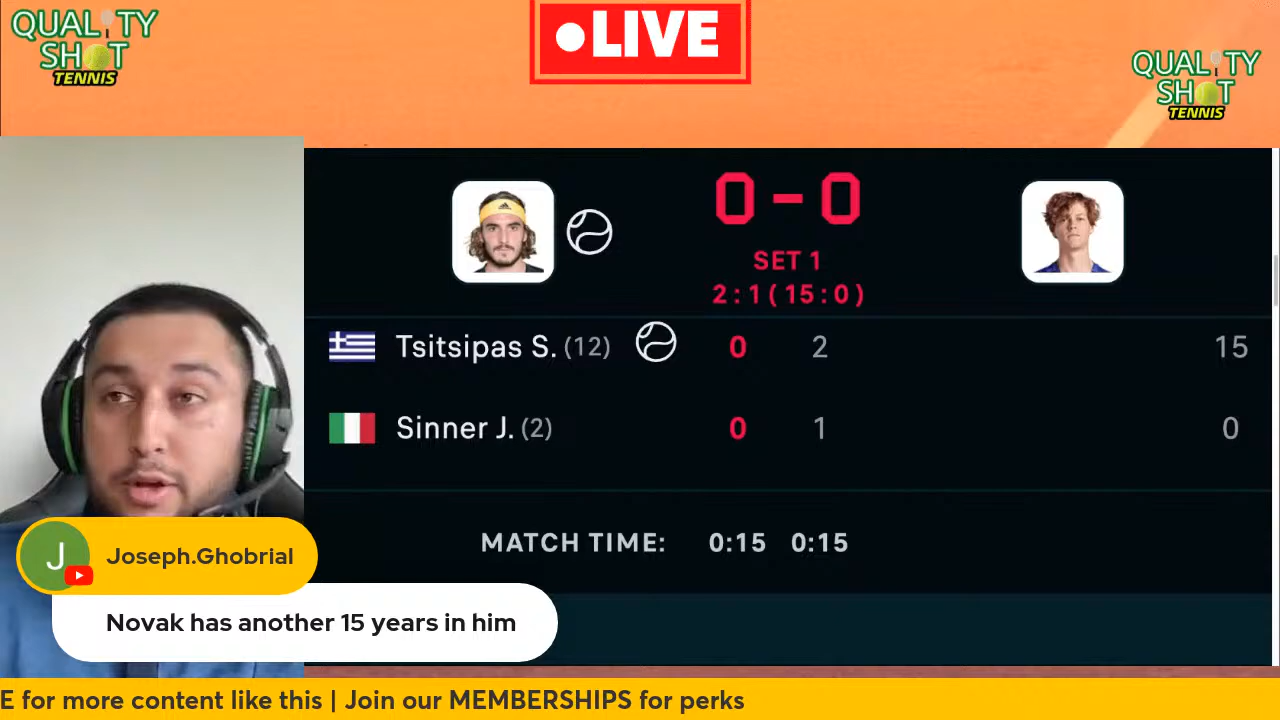 QUALITY
SHOT
TENNIS
LIVE
QUALITY
SHOT
TENNIS
0 - 0
SET 1
2 : 1 ( 15 : 0 )
Tsitsipas S. (12) 0 2 15
Sinner J. (2) 0 1 0
MATCH TIME: 0:15 0:15
J Joseph.Ghobrial
Novak has another 15 years in him
E for more content like this | Join our MEMBERSHIPS for perks